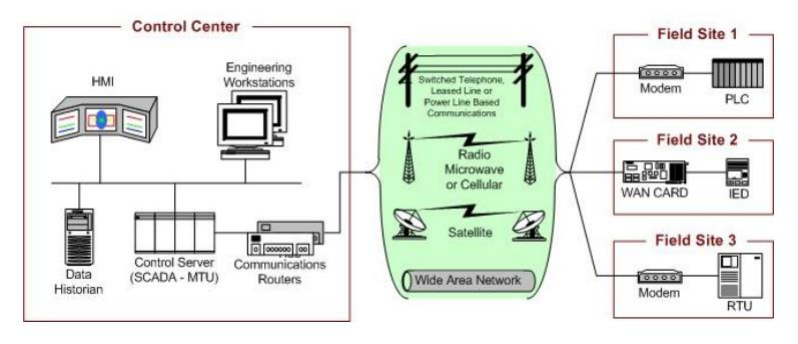 Control Center
HMI
Engineering
Workstations
Data
Historian
Control Server
(SCADA - MTU)
Communications
Routers
Switched Telephone,
Leased Line or
Power Line Based
Communications
Radio
Microwave
or Cellular
Satellite
Wide Area Network
Field Site 1
Modem
PLC
Field Site 2
WAN CARD
IED
Field Site 3
Modem
RTU